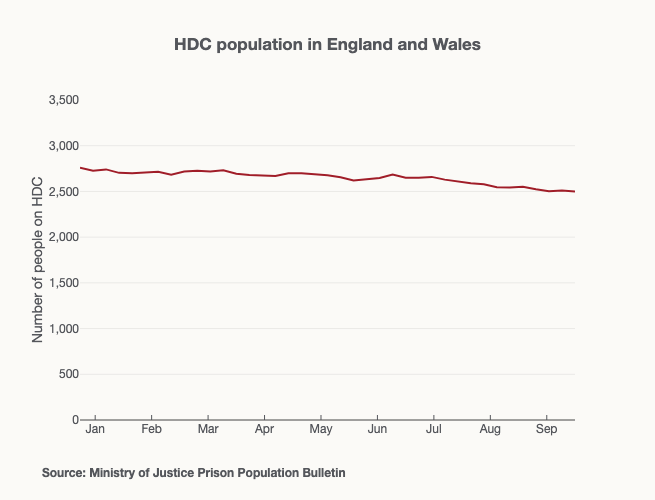 HDC population in England and Wales
Number of people on HDC
3,500
3,000
2,500
2,000
1,500
1,000
500
0
Jan Feb Mar Apr May Jun Jul Aug Sep
Source: Ministry of Justice Prison Population Bulletin